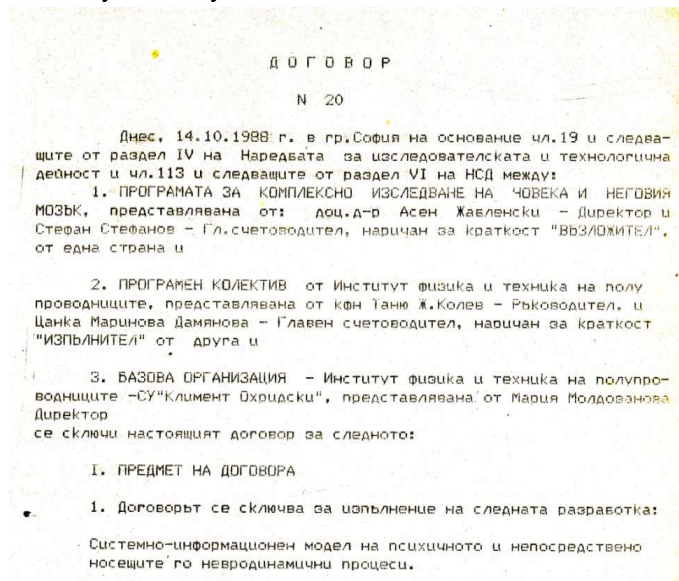 Д О Г О В О Р
N 20
Днес, 14.10.1988 г. в гр.София на основание чл.19 и следва-
щите от раздел IV на Наредбата за изследователската и технологична
дейност и чл.113 и следващите от раздел VI на НСД между:
1. ПРОГРАМАТА ЗА КОМПЛЕКСНО ИЗСЛЕДВАНЕ НА ЧОВЕКА И НЕГОВИЯ
МОЗЪК, представлявана от: доц.д-р Асен Жавленски - Директор и
Стефан Стефанов - Гл.счетоводител, наричан за краткост "ВЪЗЛОЖИТЕЛ",
от една страна и
2. ПРОГРАМЕН КОЛЕКТИВ от Институт физика и техника на полу
проводниците, представлявана от кфн Таню Ж.Колев - Ръководител, и
Цанка Маринова Дамянова - Главен счетоводител, наричан за краткост
"ИЗПЪЛНИТЕЛ" от друга и
3. БАЗОВА ОРГАНИЗАЦИЯ - Институт физика и техника на полупро-
водниците -СУ"Климент Охридски", представлявана от Мария Молдованова
Директор
се сключи настоящият договор за следното:
I. ПРЕДМЕТ НА ДОГОВОРА
1. Договорът се сключва за изпълнение на следната разработка:
Системно-информационен модел на психичното и непосредствено
носещите го невродинамични процеси.